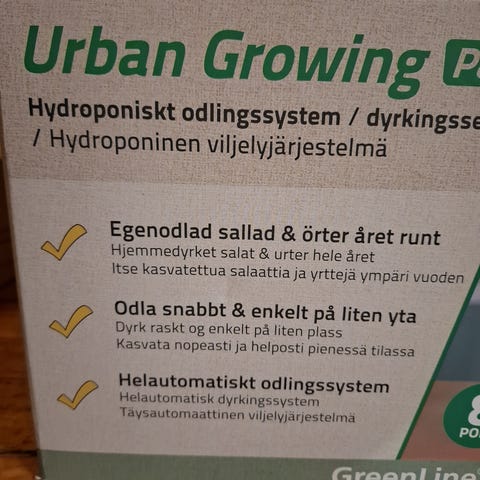 Urban Growing
Hydroponiskt odlingssystem / dyrkingsse
/ Hydroponinen viljelyjärjestelmä
Egenodlad sallad & örter året runt
Hjemmedyrket salat & urter hele året
Itse kasvatettua salaattia ja yrttejä ympäri vuoden
Odla snabbt & enkelt på liten yta
Dyrk raskt og enkelt på liten plass
Kasvata nopeasti ja helposti pienessä tilassa
Helautomatiskt odlingssystem
Helautomatisk dyrkingssystem
Täysautomaattinen viljelyjärjestelmä
GreenLine